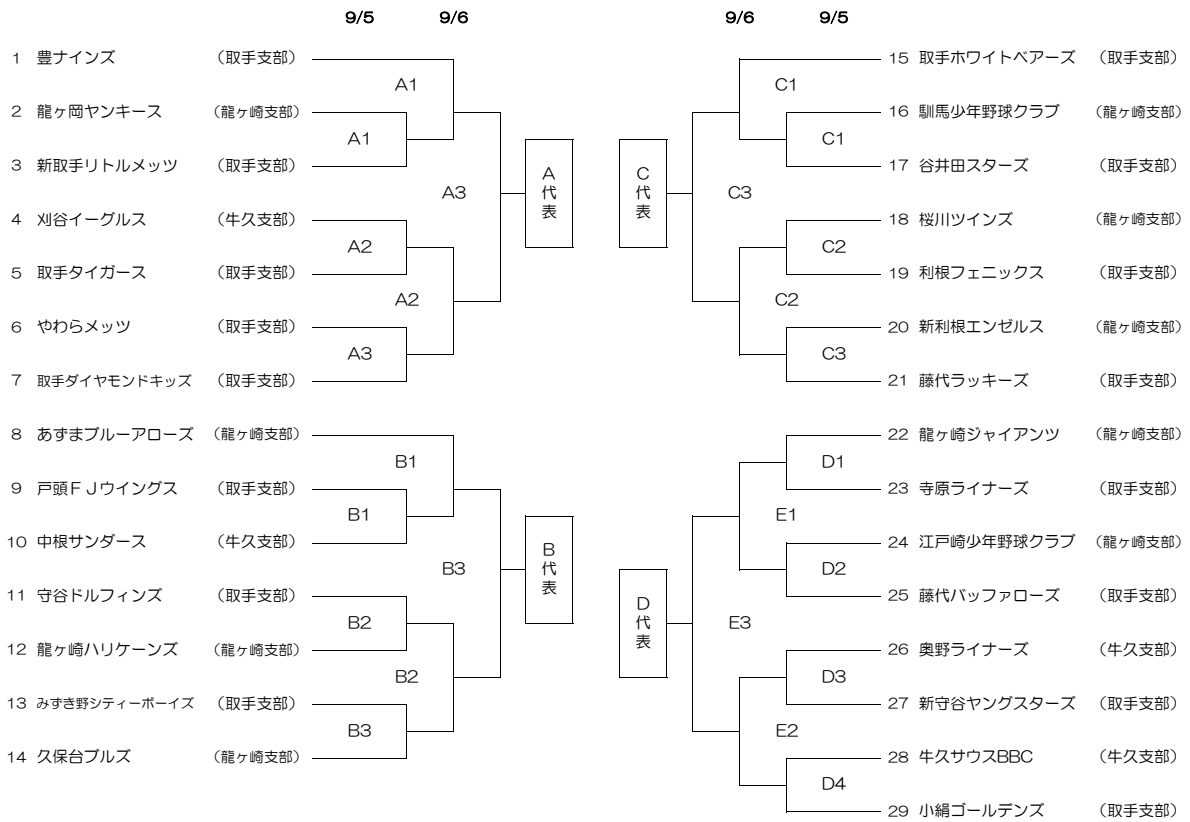 9/5 9/6
1 豊ナインズ （取手支部）
A1
2 龍ヶ岡ヤンキース （龍ヶ崎支部）
A1
3 新取手リトルメッツ （取手支部）
A3
A代表
4 刈谷イーグルス （牛久支部）
A2
5 取手タイガース （取手支部）
A2
6 やわらメッツ （取手支部）
A3
7 取手ダイヤモンドキッズ （取手支部）
8 あずまブルーアローズ （龍ヶ崎支部）
B1
9 戸頭ＦＪウイングス （取手支部）
B1
10 中根サンダース （牛久支部）
B3
B代表
11 守谷ドルフィンズ （取手支部）
B2
12 龍ヶ崎ハリケーンズ （龍ヶ崎支部）
B2
13 みずき野シティーボーイズ （取手支部）
B3
14 久保台ブルズ （龍ヶ崎支部）
9/6 9/5
15 取手ホワイトベアーズ （取手支部）
C1
16 馴馬少年野球クラブ （龍ヶ崎支部）
C1
17 谷井田スターズ （取手支部）
C代表
C3
18 桜川ツインズ （龍ヶ崎支部）
C2
19 利根フェニックス （取手支部）
C2
20 新利根エンゼルス （龍ヶ崎支部）
C3
21 藤代ラッキーズ （取手支部）
22 龍ヶ崎ジャイアンツ （龍ヶ崎支部）
D1
23 寺原ライナーズ （取手支部）
E1
24 江戸崎少年野球クラブ （龍ヶ崎支部）
D2
25 藤代バッファローズ （取手支部）
D代表
E3
26 奥野ライナーズ （牛久支部）
D3
27 新守谷ヤングスターズ （取手支部）
E2
28 牛久サウスBBC （牛久支部）
D4
29 小絹ゴールデンズ （取手支部）